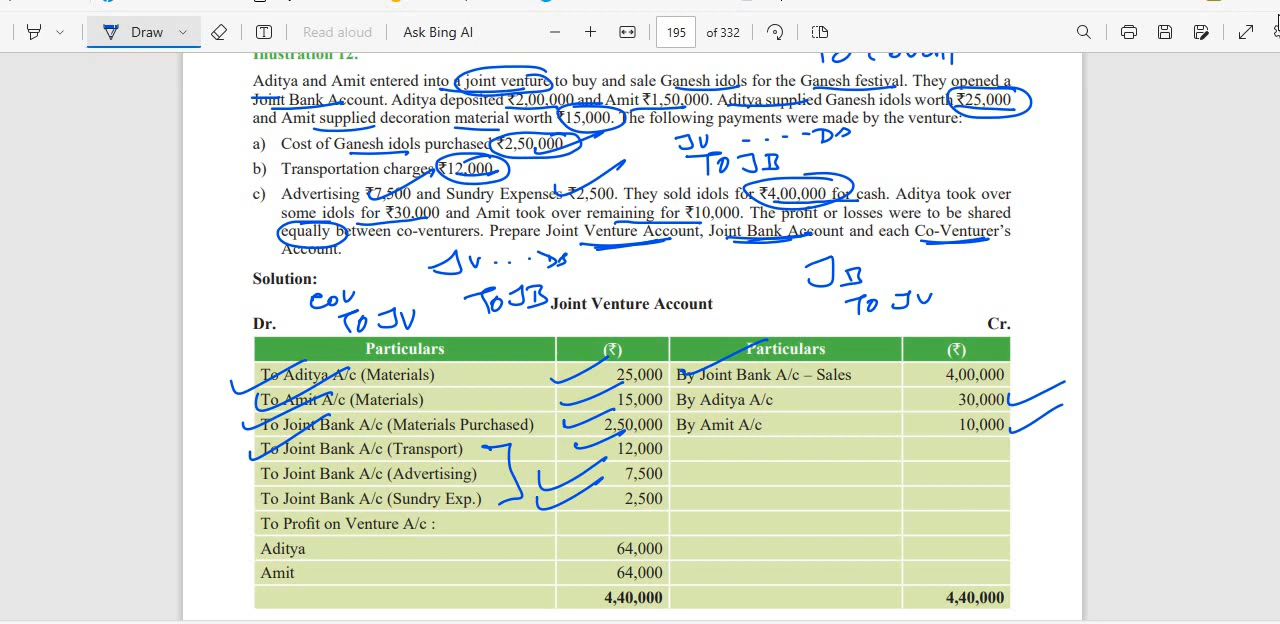 Draw
Read aloud
Ask Bing AI
195 of 332
Illustration 12.
Aditya and Amit entered into a joint venture to buy and sale Ganesh idols for the Ganesh festival. They opened a
Joint Bank Account. Aditya deposited ₹2,00,000 and Amit ₹1,50,000. Aditya supplied Ganesh idols worth ₹25,000
and Amit supplied decoration material worth ₹15,000. The following payments were made by the venture:
JV - - - - - DS
a) Cost of Ganesh idols purchased ₹2,50,000
TO JB
b) Transportation charges ₹12,000
c) Advertising ₹7,500 and Sundry Expenses ₹2,500. They sold idols for ₹4,00,000 for cash. Aditya took over
some idols for ₹30,000 and Amit took over remaining for ₹10,000. The profit or losses were to be shared
equally between co-venturers. Prepare Joint Venture Account, Joint Bank Account and each Co-Venturer’s
Account.
JV
JB
Solution:
COV
TO JB
TO JV
Joint Venture Account
TO JV
Dr. Cr.
Particulars (₹) Particulars (₹)
To Aditya A/c (Materials) 25,000 By Joint Bank A/c – Sales 4,00,000
To Amit A/c (Materials) 15,000 By Aditya A/c 30,000
To Joint Bank A/c (Materials Purchased) 2,50,000 By Amit A/c 10,000
To Joint Bank A/c (Transport) 12,000
To Joint Bank A/c (Advertising) 7,500
To Joint Bank A/c (Sundry Exp.) 2,500
To Profit on Venture A/c :
Aditya 64,000
Amit 64,000
4,40,000 4,40,000